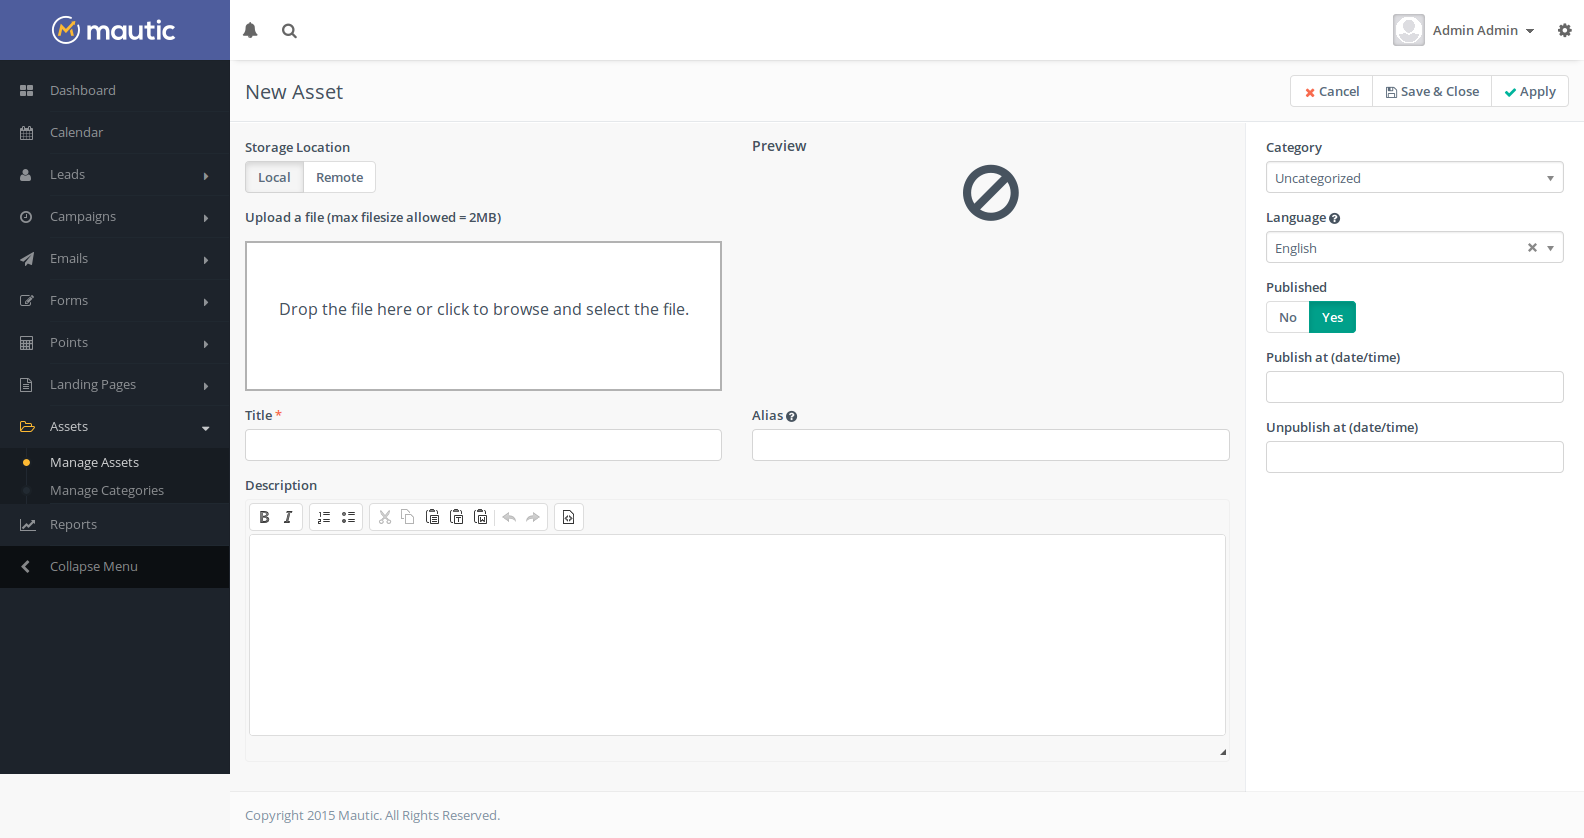 mautic
Admin Admin
Dashboard
Calendar
Leads
Campaigns
Emails
Forms
Points
Landing Pages
Assets
Manage Assets
Manage Categories
Reports
Collapse Menu
New Asset
Cancel
Save & Close
Apply
Storage Location
Local
Remote
Upload a file (max filesize allowed = 2MB)
Drop the file here or click to browse and select the file.
Preview
Title *
Alias
Description
Category
Uncategorized
Language
English
Published
No
Yes
Publish at (date/time)
Unpublish at (date/time)
Copyright 2015 Mautic. All Rights Reserved.